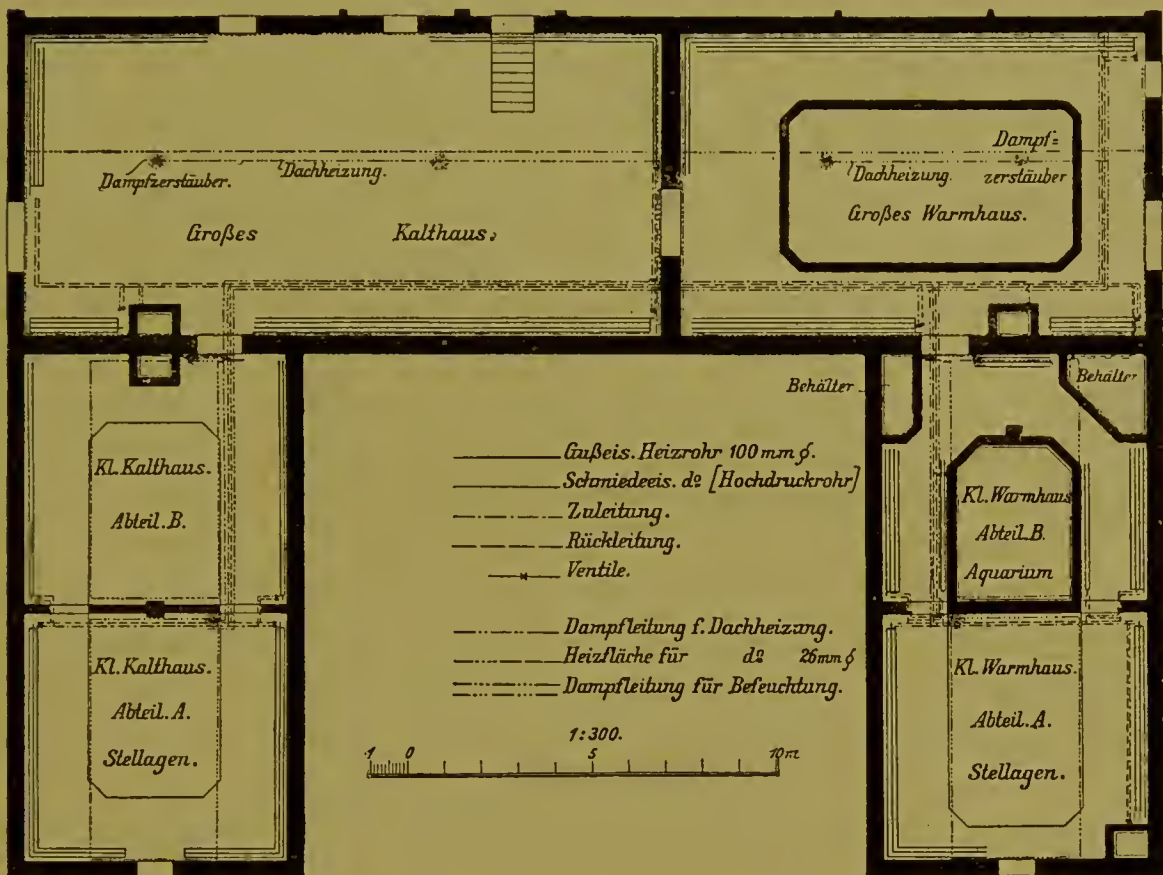 Dampfzerstäuber.
Dachheizung.
Großes Kalthaus.
Dampf=
zerstäuber
Dachheizung.
Großes Warmhaus.
Behälter
Behälter
Kl. Kalthaus.
Abteil. B.
Kl. Kalthaus.
Abteil. A.
Stellagen.
Gußeis. Heizrohr 100 mm ϕ.
Schmiedeeis. do [Hochdruckrohr]
Zuleitung.
Rückleitung.
Ventile.
Dampfleitung f. Dachheizung.
Heizfläche für do 26 mm ϕ
Dampfleitung für Befeuchtung.
1:300.
1 0 5 10 m
Kl. Warmhaus
Abteil. B.
Aquarium
Kl. Warmhaus.
Abteil. A.
Stellagen.